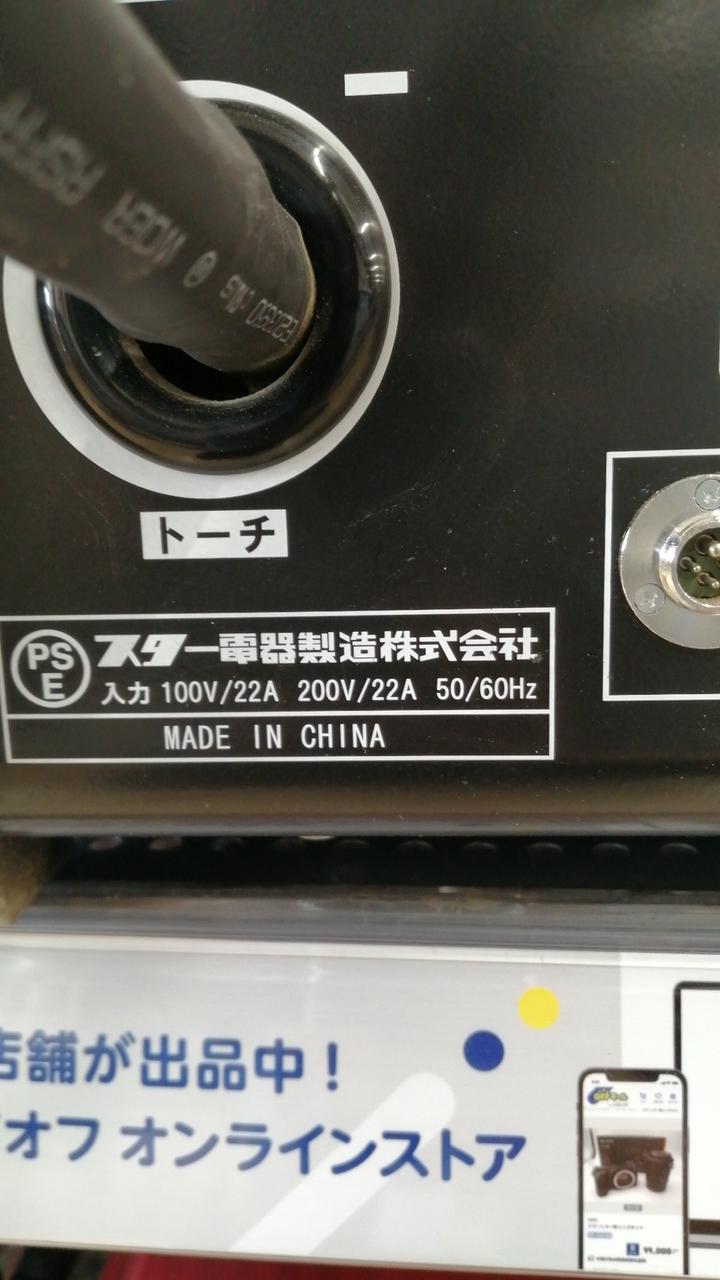 トーチ
PS
E
スター電器製造株式会社
入力 100V/22A 200V/22A 50/60Hz
MADE IN CHINA
店舗が出品中！
オフ オンラインストア